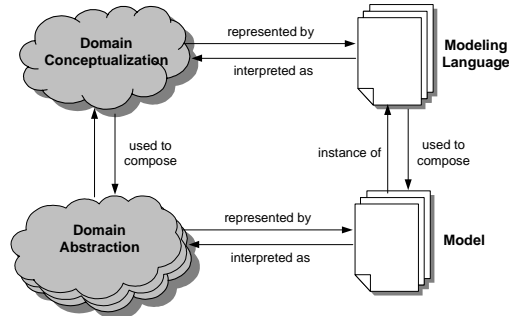 Domain
Conceptualization
represented by
interpreted as
Modeling
Language
used to
compose
instance of
used to
compose
Domain
Abstraction
represented by
interpreted as
Model